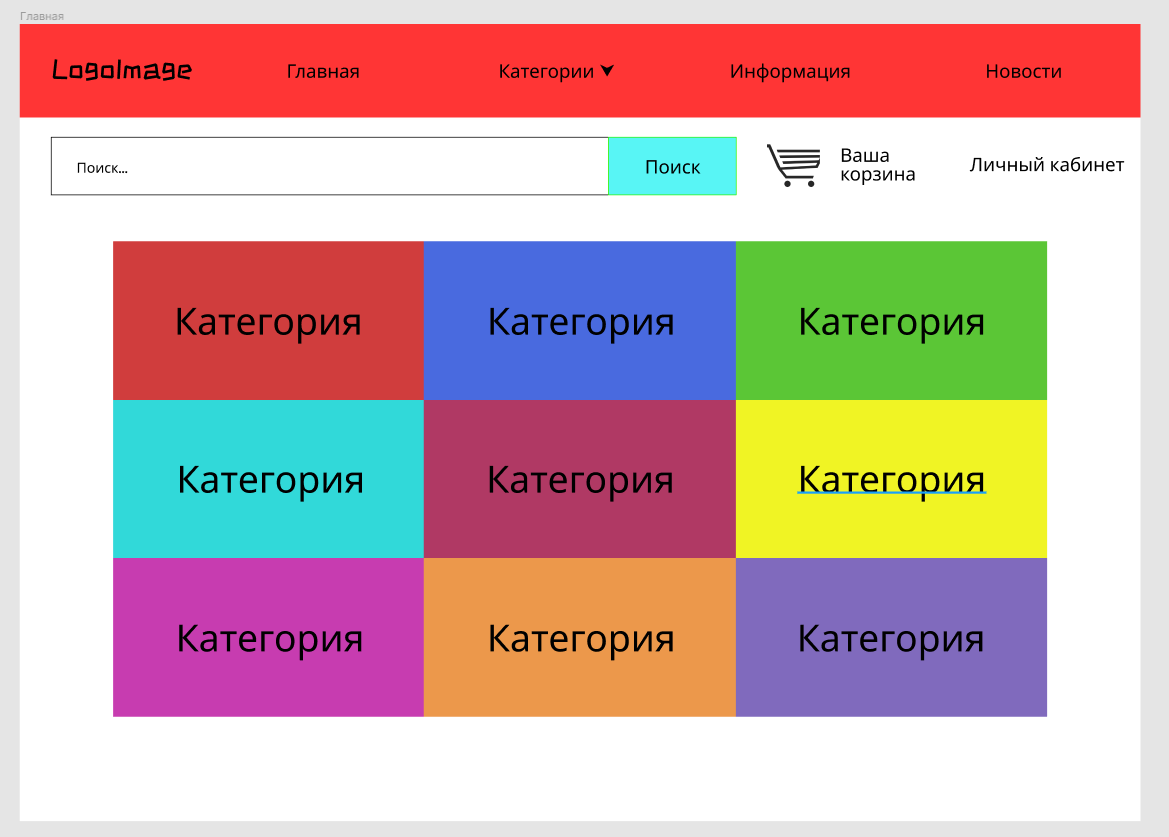 Главная
LogoImage
Главная
Категории
Информация
Новости
Поиск...
Поиск
Ваша
корзина
Личный кабинет
Категория
Категория
Категория
Категория
Категория
Категория
Категория
Категория
Категория